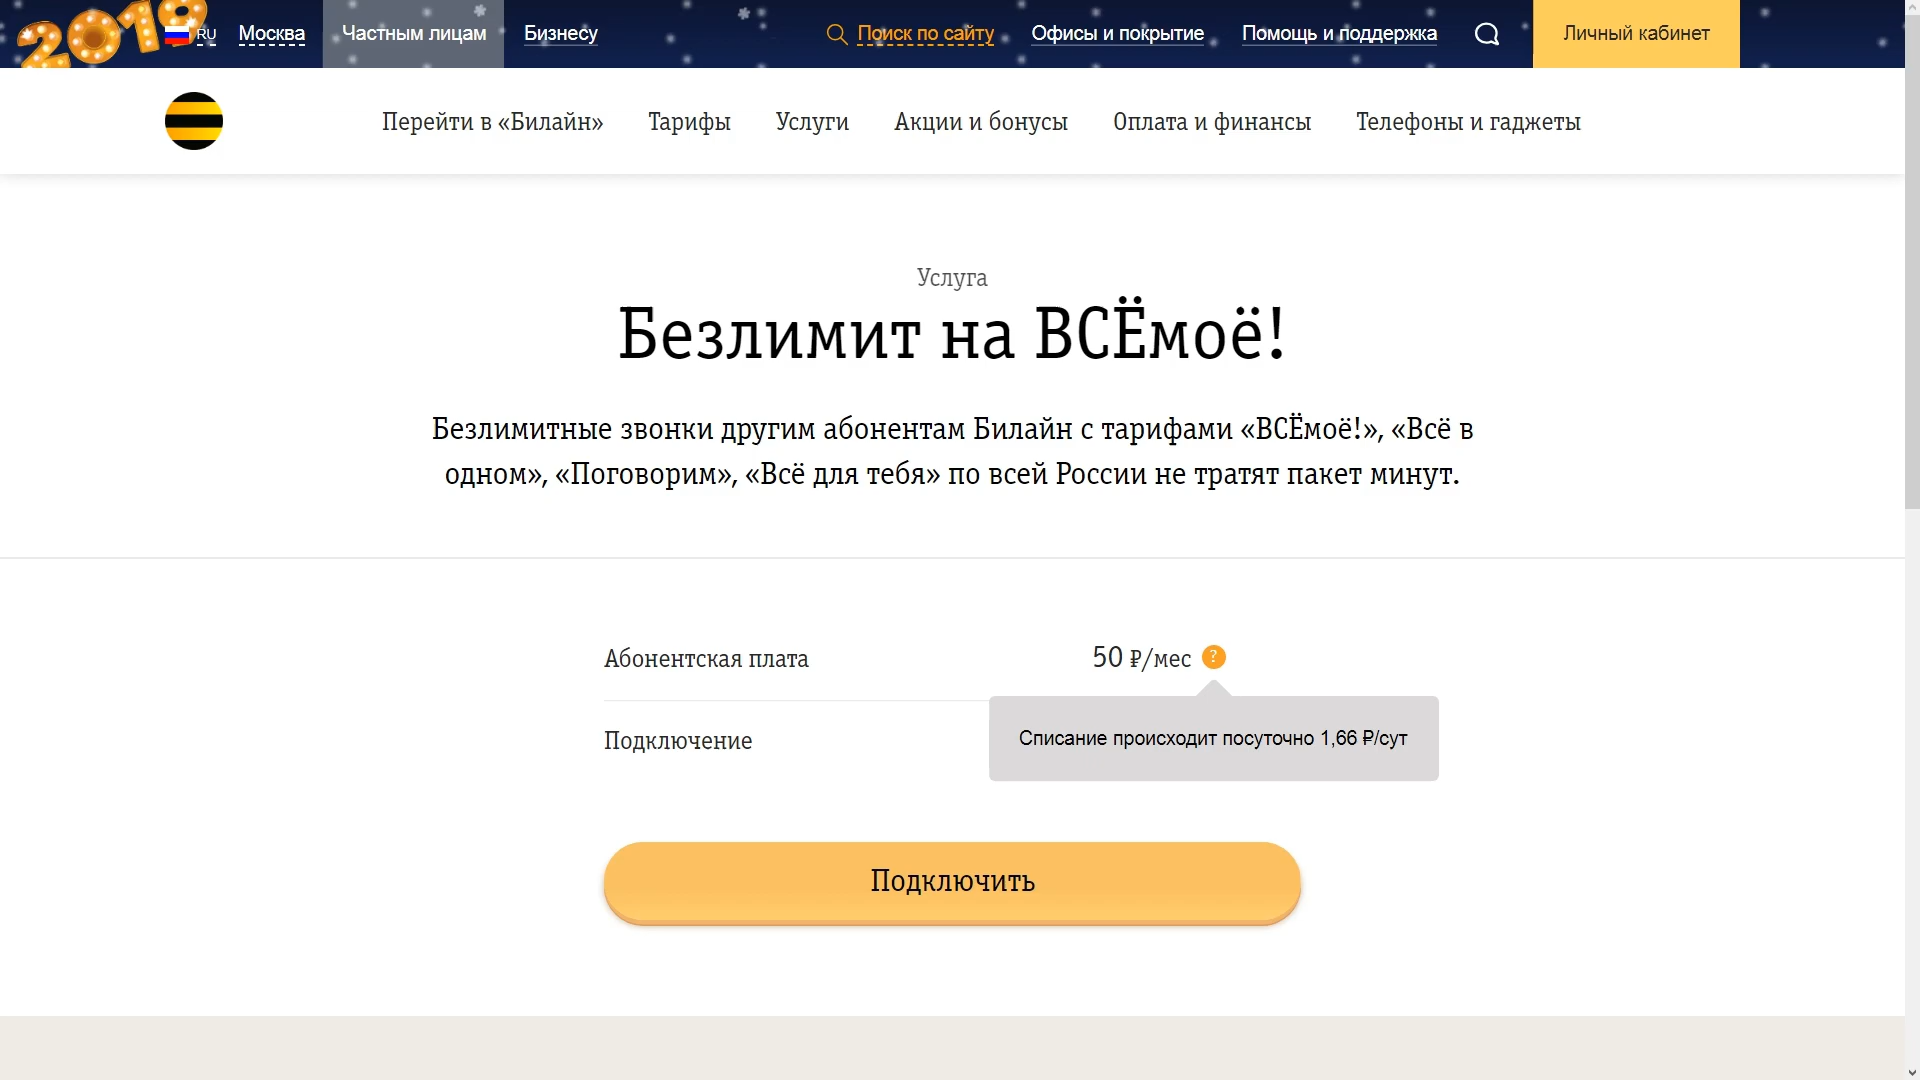 2019
RU
Москва
Частным лицам
Бизнесу
Поиск по сайту
Офисы и покрытие
Помощь и поддержка
Личный кабинет
Перейти в «Билайн»
Тарифы
Услуги
Акции и бонусы
Оплата и финансы
Телефоны и гаджеты
Услуга
Безлимит на ВСЁмоё!
Безлимитные звонки другим абонентам Билайн с тарифами «ВСЁмоё!», «Всё в
одном», «Поговорим», «Всё для тебя» по всей России не тратят пакет минут.
Абонентская плата
50 ₽/мес ?
Подключение
Списание происходит посуточно 1,66 ₽/сут
Подключить